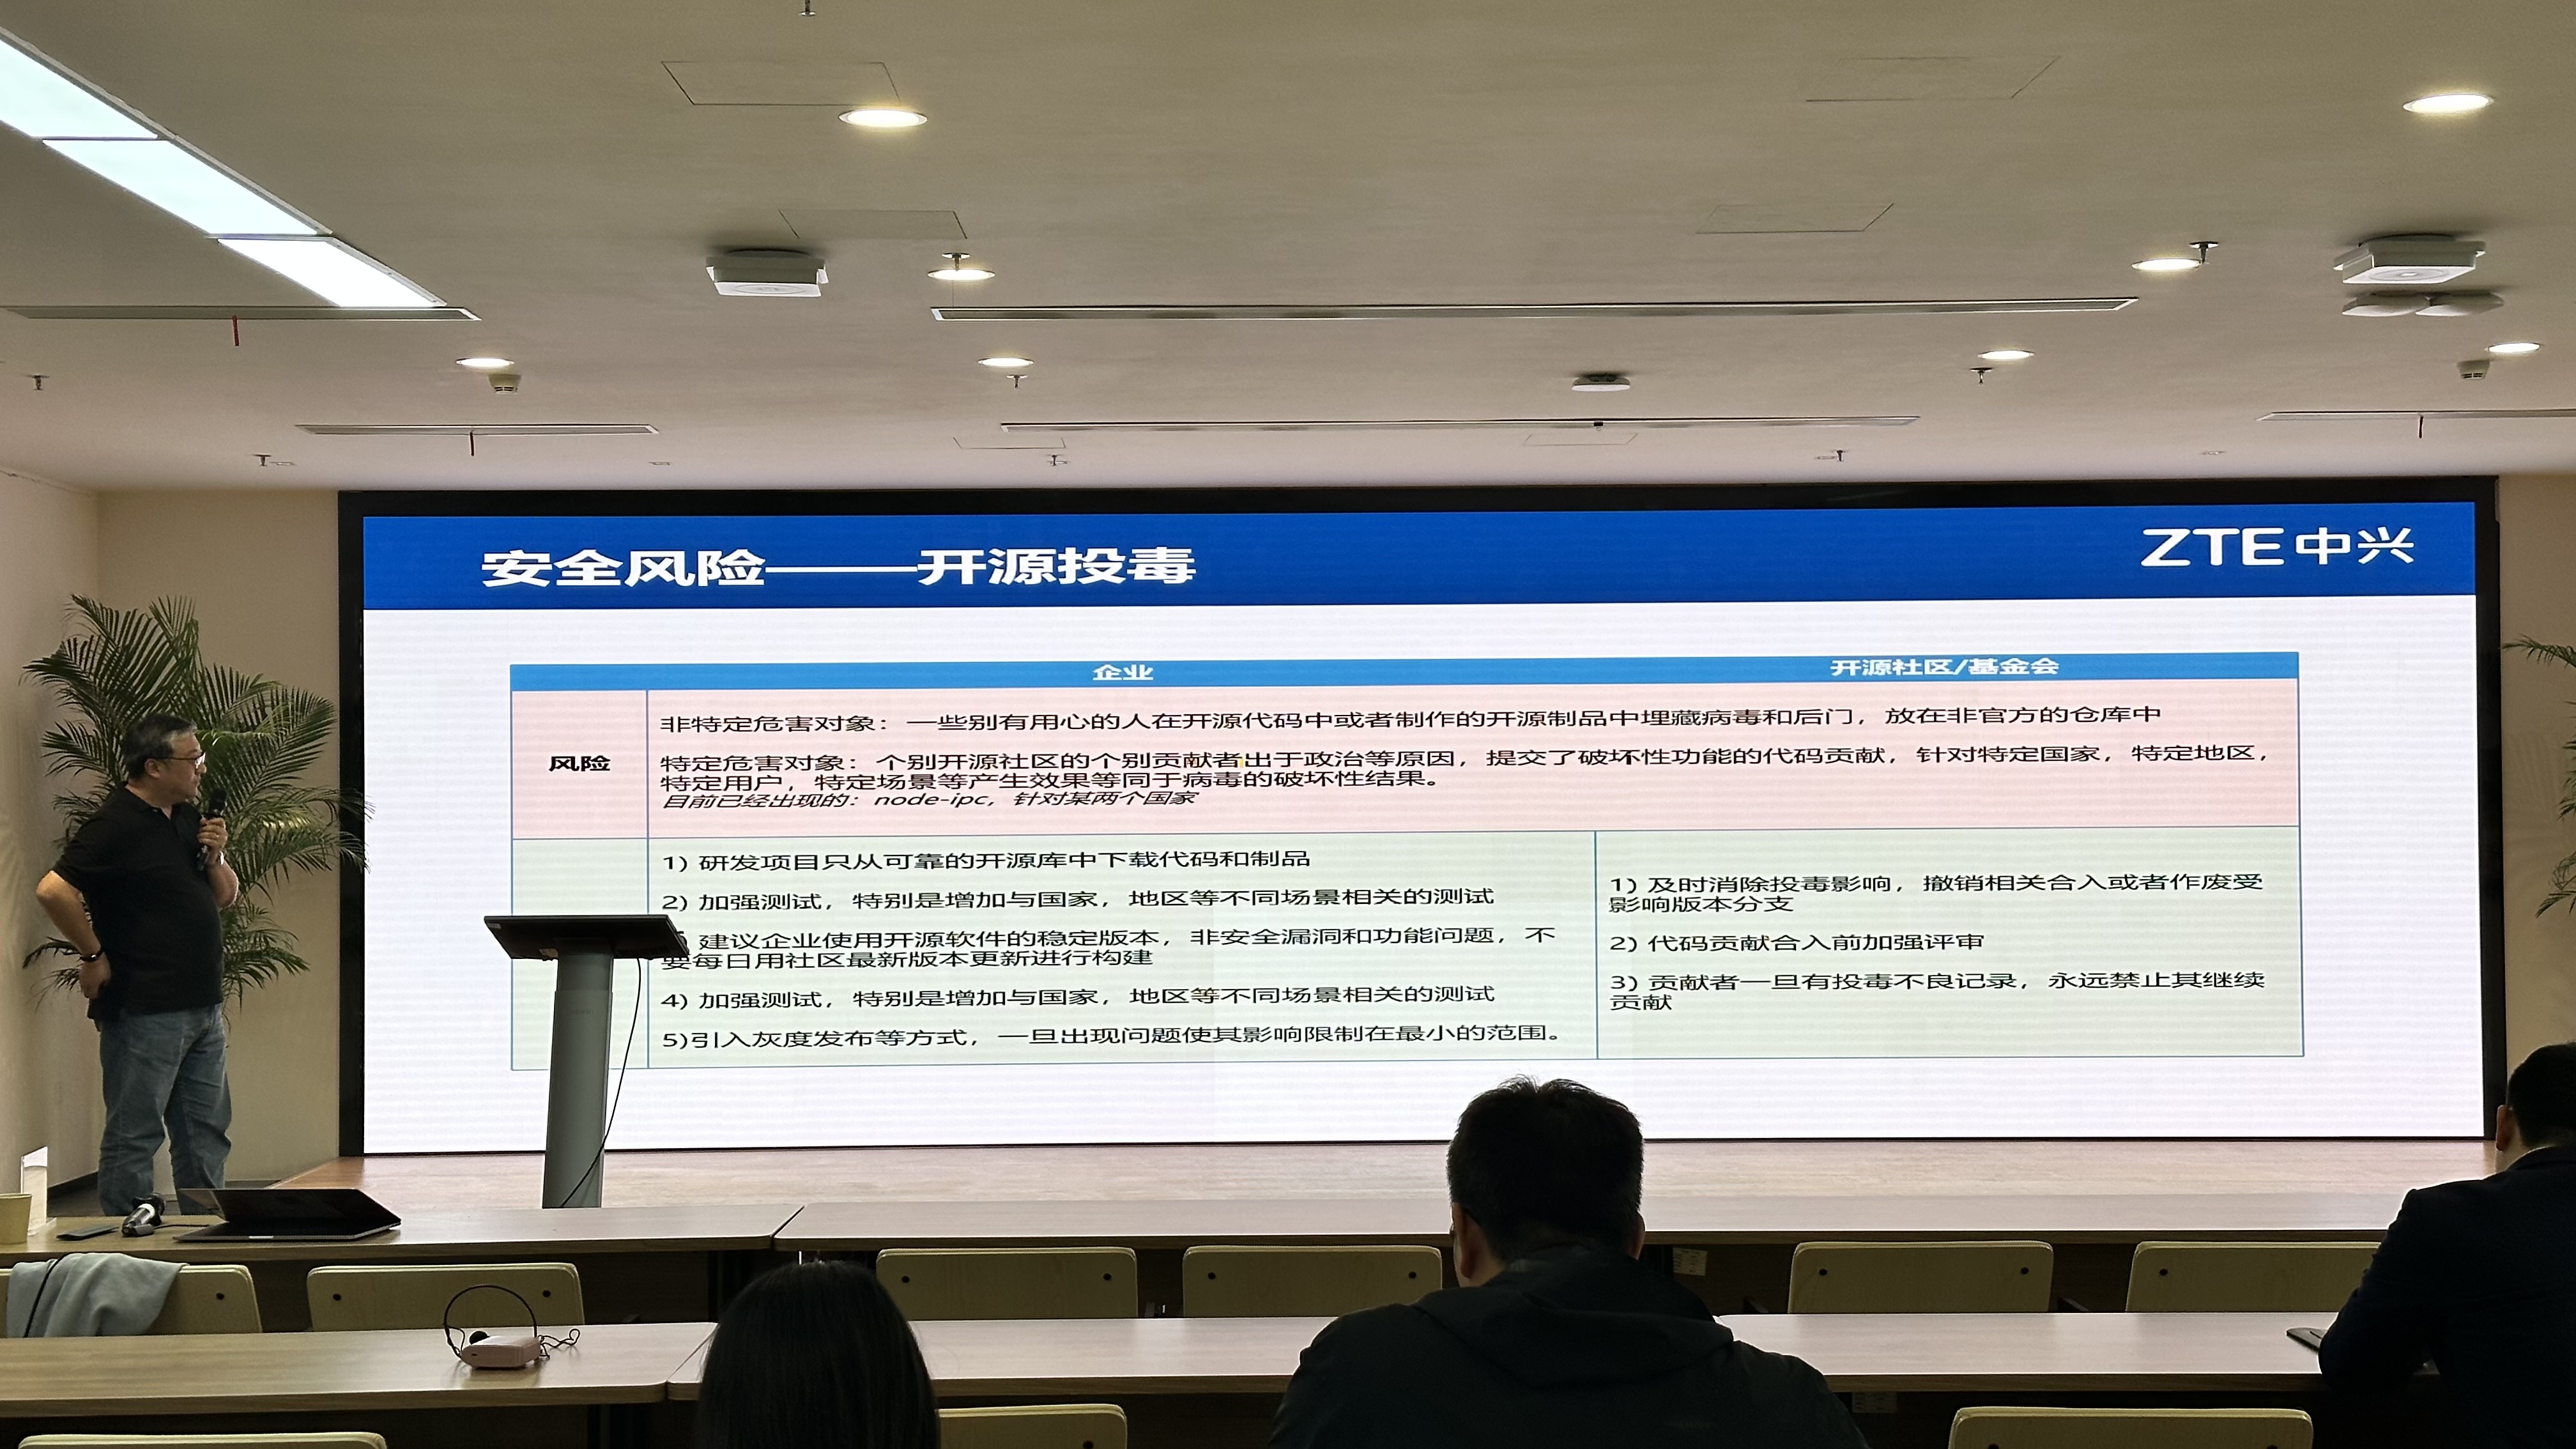 安全风险——开源投毒
ZTE中兴
企业
开源社区/基金会
风险
非特定危害对象：一些别有用心的人在开源代码中或者制作的开源制品中埋藏病毒和后门，放在非官方的仓库中
特定危害对象：个别开源社区的个别贡献者出于政治等原因，提交了破坏性功能的代码贡献，针对特定国家，特定地区，
特定用户，特定场景等产生效果等同于病毒的破坏性结果。
目前已经出现的：node-ipc，针对某两个国家
1) 研发项目只从可靠的开源库中下载代码和制品
2) 加强测试，特别是增加与国家，地区等不同场景相关的测试
建议企业使用开源软件的稳定版本，非安全漏洞和功能问题，不
要每日用社区最新版本更新进行构建
4) 加强测试，特别是增加与国家，地区等不同场景相关的测试
5)引入灰度发布等方式，一旦出现问题使其影响限制在最小的范围。
1) 及时消除投毒影响，撤销相关合入或者作废受
影响版本分支
2) 代码贡献合入前加强评审
3) 贡献者一旦有投毒不良记录，永远禁止其继续
贡献